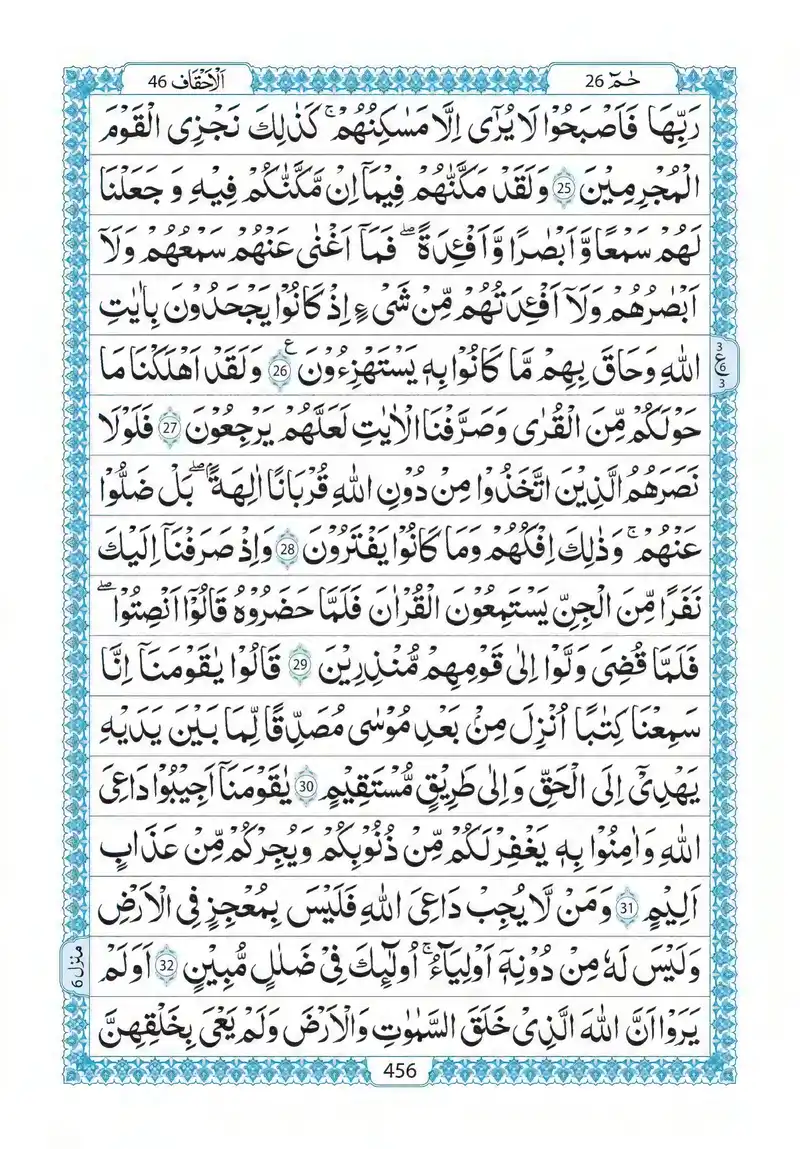 اَلْاَحْقَاف 46
حٰمٓ 26
رَبِّهَا فَاَصْبَحُوْا لَا يُرٰٓى اِلَّا مَسٰكِنُهُمْ ۚ كَذٰلِكَ نَجْزِى الْقَوْمَ
الْمُجْرِمِيْنَ 25 وَلَقَدْ مَكَّنّٰهُمْ فِيْمَاۤ اِنْ مَّكَّنّٰكُمْ فِيْهِ وَ جَعَلْنَا
لَهُمْ سَمْعًا وَّ اَبْصَارًا وَّ اَفْـِٕدَةً ۖ فَمَاۤ اَغْنٰى عَنْهُمْ سَمْعُهُمْ وَلَاۤ
اَبْصَارُهُمْ وَلَاۤ اَفْـِٕدَتُهُمْ مِّنْ شَىْءٍ اِذْ كَانُوْا يَجْحَدُوْنَ بِاٰيٰتِ
اللّٰهِ وَحَاقَ بِهِمْ مَّا كَانُوْا بِهٖ يَسْتَهْزِءُوْنَ 26 ع وَلَقَدْ اَهْلَكْنَا مَا
3
ع
6
3
حَوْلَكُمْ مِّنَ الْقُرٰى وَصَرَّفْنَا الْاٰيٰتِ لَعَلَّهُمْ يَرْجِعُوْنَ 27 فَلَوْلَا
نَصَرَهُمُ الَّذِيْنَ اتَّخَذُوْا مِنْ دُوْنِ اللّٰهِ قُرْبَانًا اٰلِهَةً ؕ بَلْ ضَلُّوْا
عَنْهُمْ ۚ وَذٰلِكَ اِفْكُهُمْ وَمَا كَانُوْا يَفْتَرُوْنَ 28 وَاِذْ صَرَفْنَاۤ اِلَيْكَ
نَفَرًا مِّنَ الْجِنِّ يَسْتَمِعُوْنَ الْقُرْاٰنَ فَلَمَّا حَضَرُوْهُ قَالُوْۤا اَنْصِتُوْا ۖ
فَلَمَّا قُضِىَ وَلَّوْا اِلٰى قَوْمِهِمْ مُّنْذِرِيْنَ 29 قَالُوْا يٰقَوْمَنَاۤ اِنَّا
سَمِعْنَا كِتٰبًا اُنْزِلَ مِنْۢ بَعْدِ مُوْسٰى مُصَدِّقًا لِّمَا بَيْنَ يَدَيْهِ
يَهْدِىْۤ اِلَى الْحَقِّ وَاِلٰى طَرِيْقٍ مُّسْتَقِيْمٍ 30 يٰقَوْمَنَاۤ اَجِيْبُوْا دَاعِىَ
اللّٰهِ وَاٰمِنُوْا بِهٖ يَغْفِرْ لَكُمْ مِّنْ ذُنُوْبِكُمْ وَيُجِرْكُمْ مِّنْ عَذَابٍ
اَلِيْمٍ 31 وَمَنْ لَّا يُجِبْ دَاعِىَ اللّٰهِ فَلَيْسَ بِمُعْجِزٍ فِى الْاَرْضِ
وَلَيْسَ لَهٗ مِنْ دُوْنِهٖۤ اَوْلِيَآءُ ۚ اُولٰٓئِكَ فِىْ ضَلٰلٍ مُّبِيْنٍ 32 اَوَلَمْ
منزل 6
يَرَوْا اَنَّ اللّٰهَ الَّذِىْ خَلَقَ السَّمٰوٰتِ وَالْاَرْضَ وَلَمْ يَعْىَ بِخَلْقِهِنَّ
456